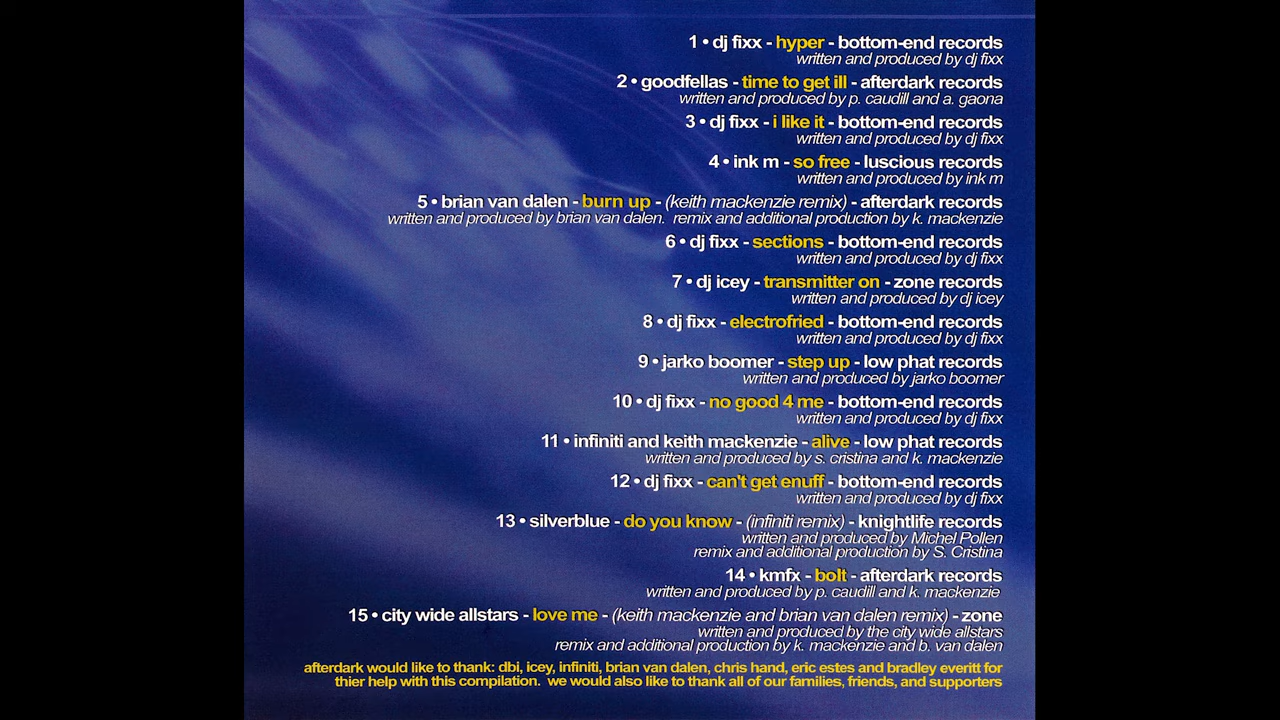 1 • dj fixx - hyper - bottom-end records
written and produced by dj fixx
2 • goodfellas - time to get ill - afterdark records
written and produced by p. caudill and a. gaona
3 • dj fixx - i like it - bottom-end records
written and produced by dj fixx
4 • ink m - so free - luscious records
written and produced by ink m
5 • brian van dalen - burn up - (keith mackenzie remix) - afterdark records
written and produced by brian van dalen.  remix and additional production by k. mackenzie
6 • dj fixx - sections - bottom-end records
written and produced by dj fixx
7 • dj icey - transmitter on - zone records
written and produced by dj icey
8 • dj fixx - electrofried - bottom-end records
written and produced by dj fixx
9 • jarko boomer - step up - low phat records
written and produced by jarko boomer
10 • dj fixx - no good 4 me - bottom-end records
written and produced by dj fixx
11 • infiniti and keith mackenzie - alive - low phat records
written and produced by s. cristina and k. mackenzie
12 • dj fixx - can't get enuff - bottom-end records
written and produced by dj fixx
13 • silverblue - do you know - (infiniti remix) - knightlife records
written and produced by Michel Pollen
remix and additional production by S. Cristina
14 • kmfx - bolt - afterdark records
written and produced by p. caudill and k. mackenzie
15 • city wide allstars - love me - (keith mackenzie and brian van dalen remix) - zone
written and produced by the city wide allstars
remix and additional production by k. mackenzie and b. van dalen
afterdark would like to thank: dbi, icey, infiniti, brian van dalen, chris hand, eric estes and bradley everitt for
thier help with this compilation.  we would also like to thank all of our families, friends, and supporters